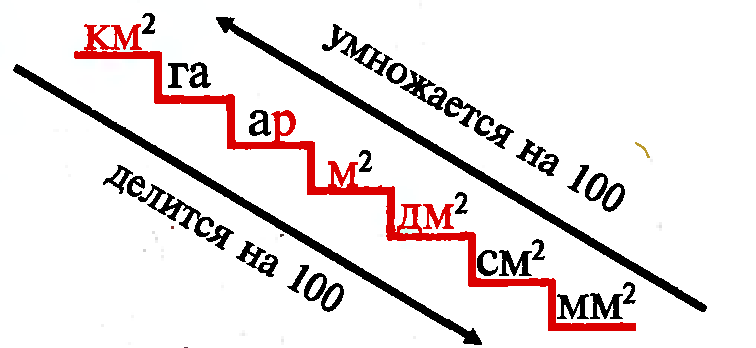 км²
га
ар
м²
дм²
см²
мм²
умножается на 100
делится на 100